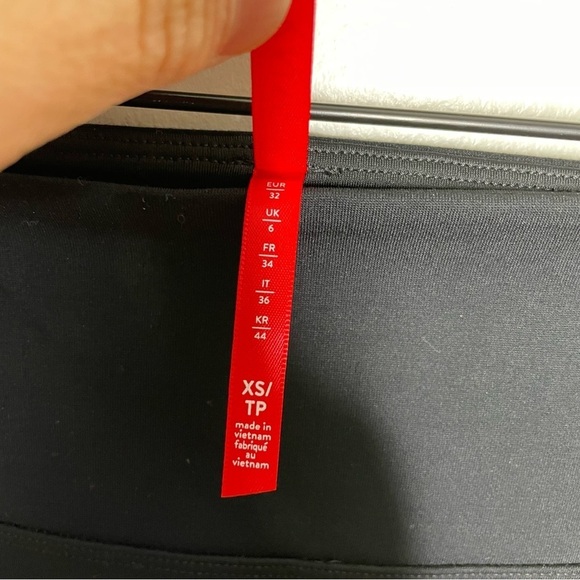 EUR
32
UK
6
FR
34
IT
36
KR
44
XS/
TP
made in
vietnam
fabriqué
au
vietnam